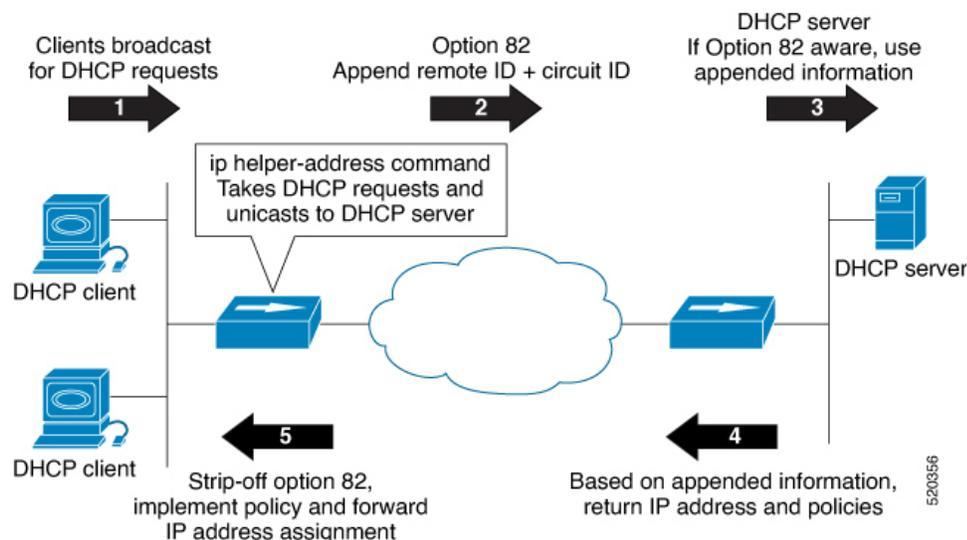 Clients broadcast
for DHCP requests
1
Option 82
Append remote ID + circuit ID
2
DHCP server
If Option 82 aware, use
appended information
3
ip helper-address command
Takes DHCP requests and
unicasts to DHCP server
DHCP client
DHCP server
DHCP client
5
Strip-off option 82,
implement policy and forward
IP address assignment
4
Based on appended information,
return IP address and policies
520356